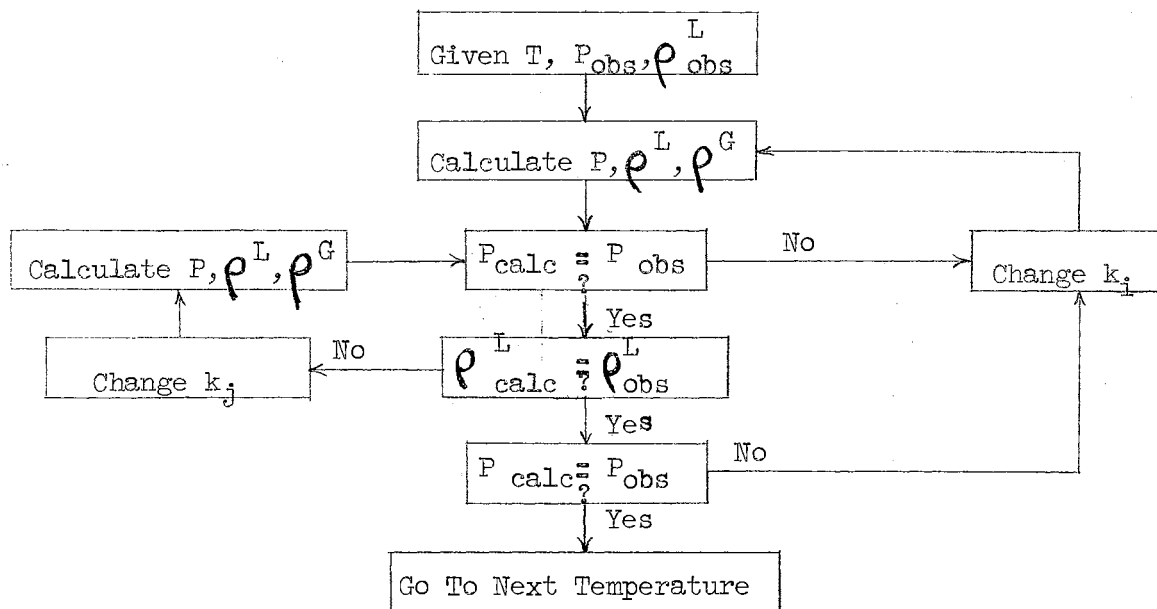 Given T, P_obs, ρ^L_obs
Calculate P, ρ^L, ρ^G
Calculate P, ρ^L, ρ^G
P_calc =? P_obs
No
Change k_i
Yes
Change k_j
No
ρ^L_calc =? ρ^L_obs
Yes
P_calc =? P_obs
No
Yes
Go To Next Temperature